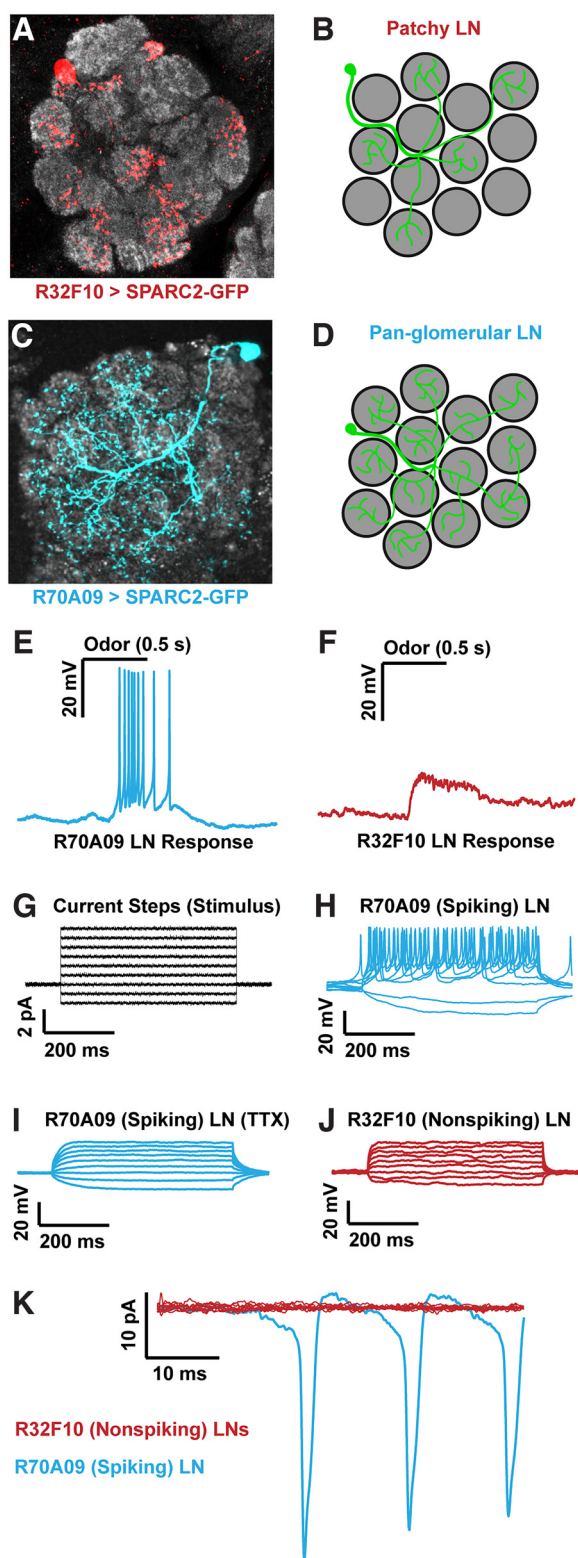 A
B
Patchy LN
R32F10 > SPARC2-GFP
C
D
Pan-glomerular LN
R70A09 > SPARC2-GFP
E
Odor (0.5 s)
20 mV
R70A09 LN Response
F
Odor (0.5 s)
20 mV
R32F10 LN Response
G
Current Steps (Stimulus)
2 pA
200 ms
H
R70A09 (Spiking) LN
20 mV
200 ms
I
R70A09 (Spiking) LN (TTX)
20 mV
200 ms
J
R32F10 (Nonspiking) LN
20 mV
200 ms
K
10 pA
10 ms
R32F10 (Nonspiking) LNs
R70A09 (Spiking) LN